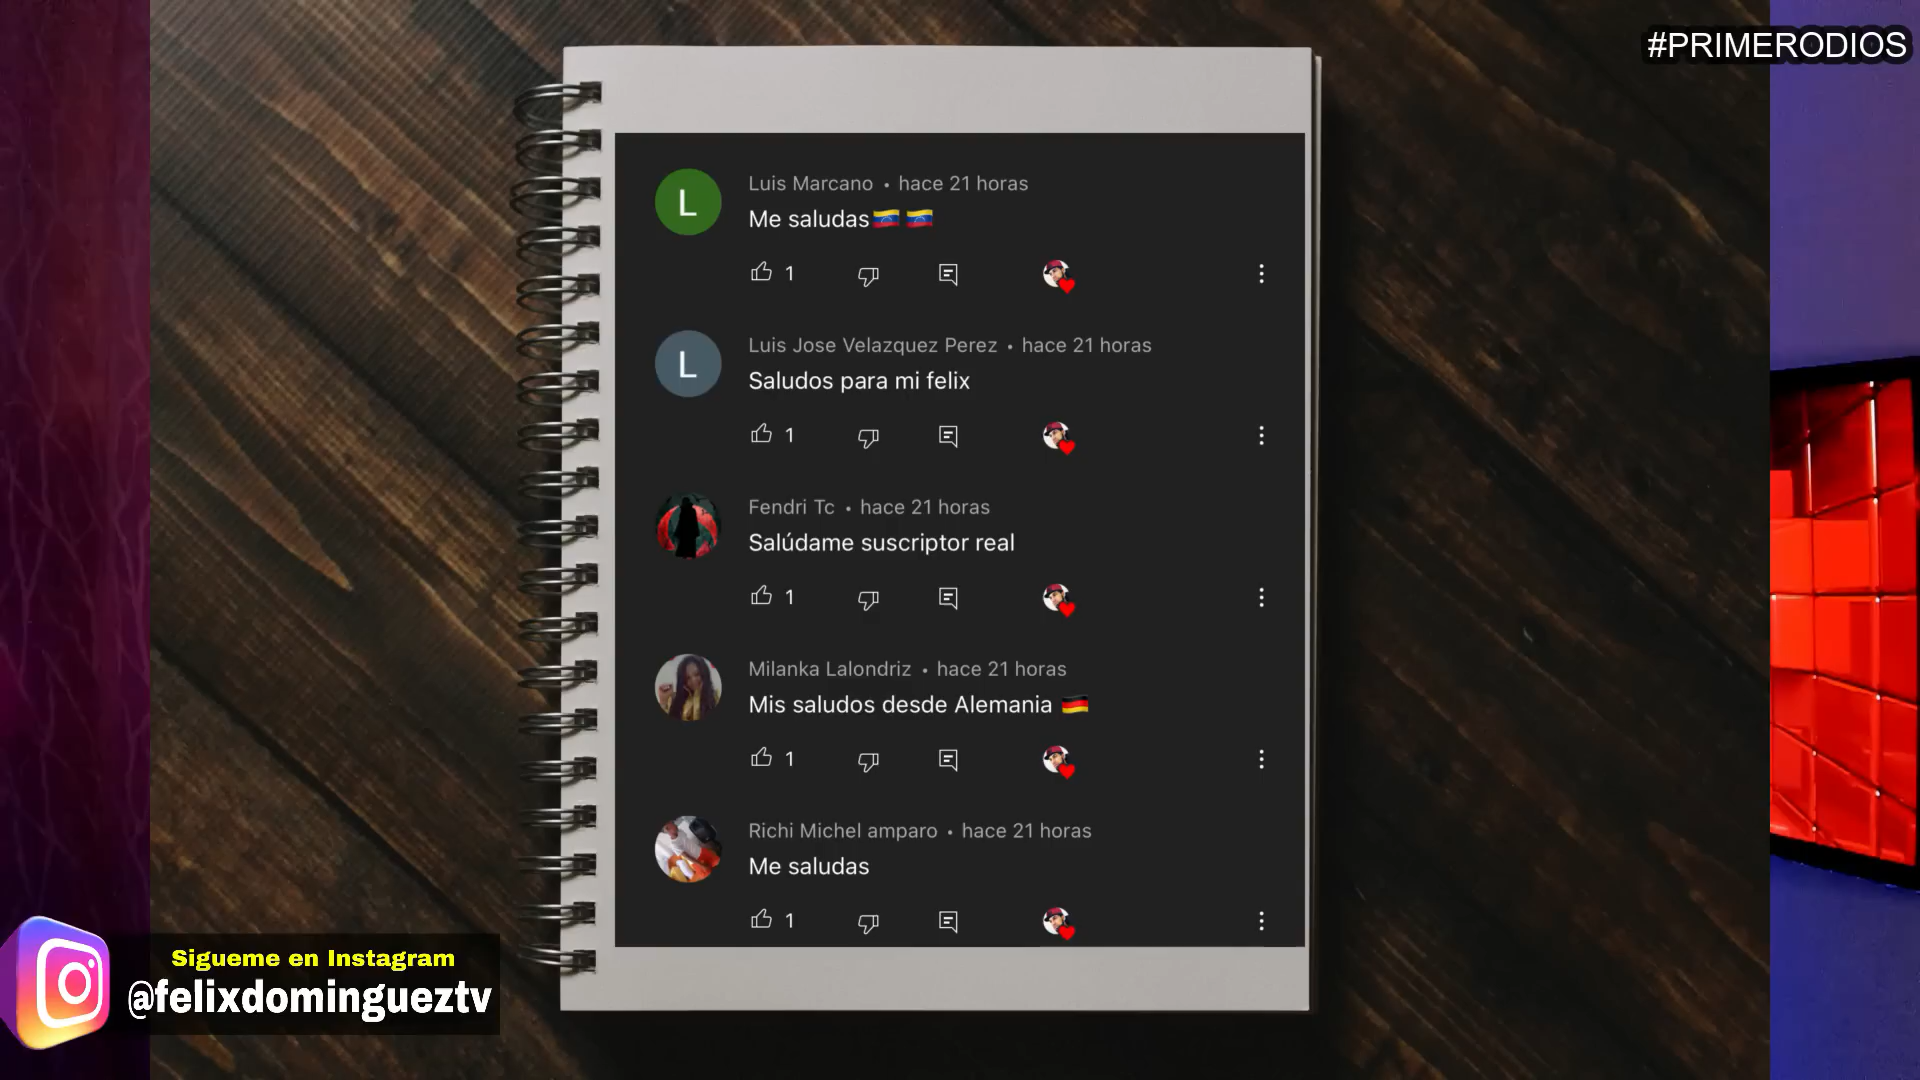 #PRIMERODIOS
L
Luis Marcano • hace 21 horas
Me saludas🇻🇪 🇻🇪
1
L
Luis Jose Velazquez Perez • hace 21 horas
Saludos para mi felix
1
Fendri Tc • hace 21 horas
Salúdame suscriptor real
1
Milanka Lalondriz • hace 21 horas
Mis saludos desde Alemania 🇩🇪
1
Richi Michel amparo • hace 21 horas
Me saludas
1
Sigueme en Instagram
@felixdomingueztv